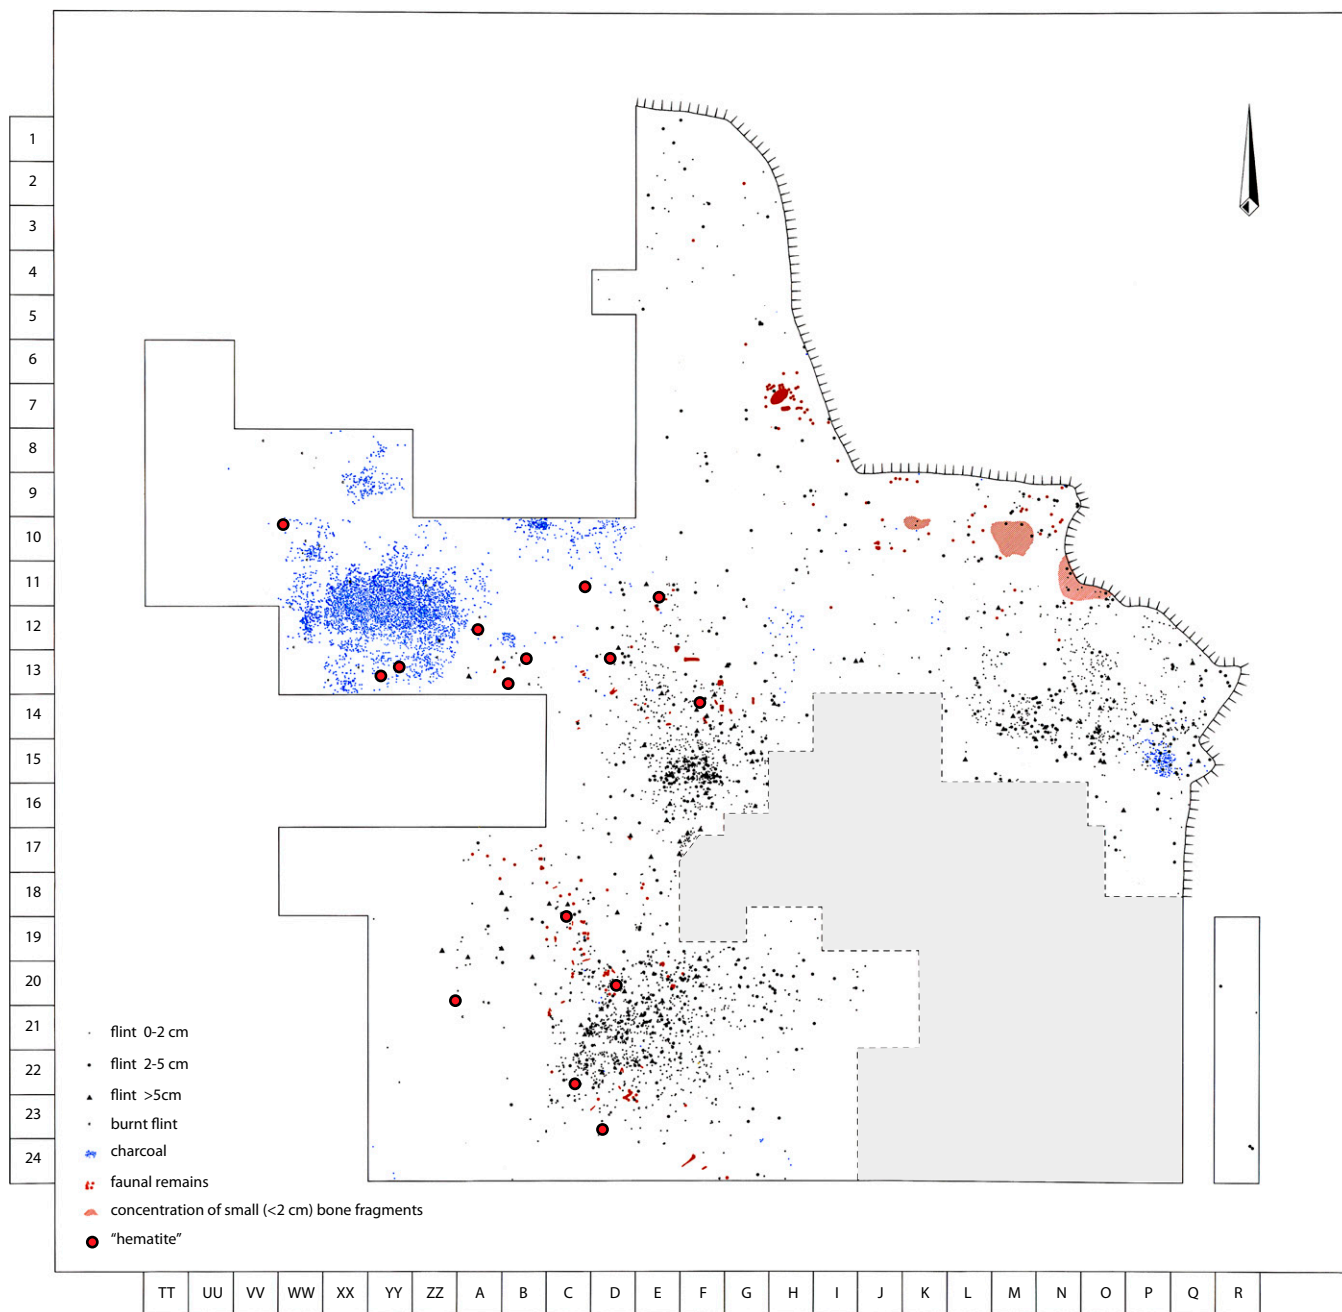 1
2
3
4
5
6
7
8
9
10
11
12
13
14
15
16
17
18
19
20
21
22
23
24
flint 0-2 cm
flint 2-5 cm
flint >5cm
burnt flint
charcoal
faunal remains
concentration of small (<2 cm) bone fragments
“hematite”
TT UU VV WW XX YY ZZ A B C D E F G H I J K L M N O P Q R